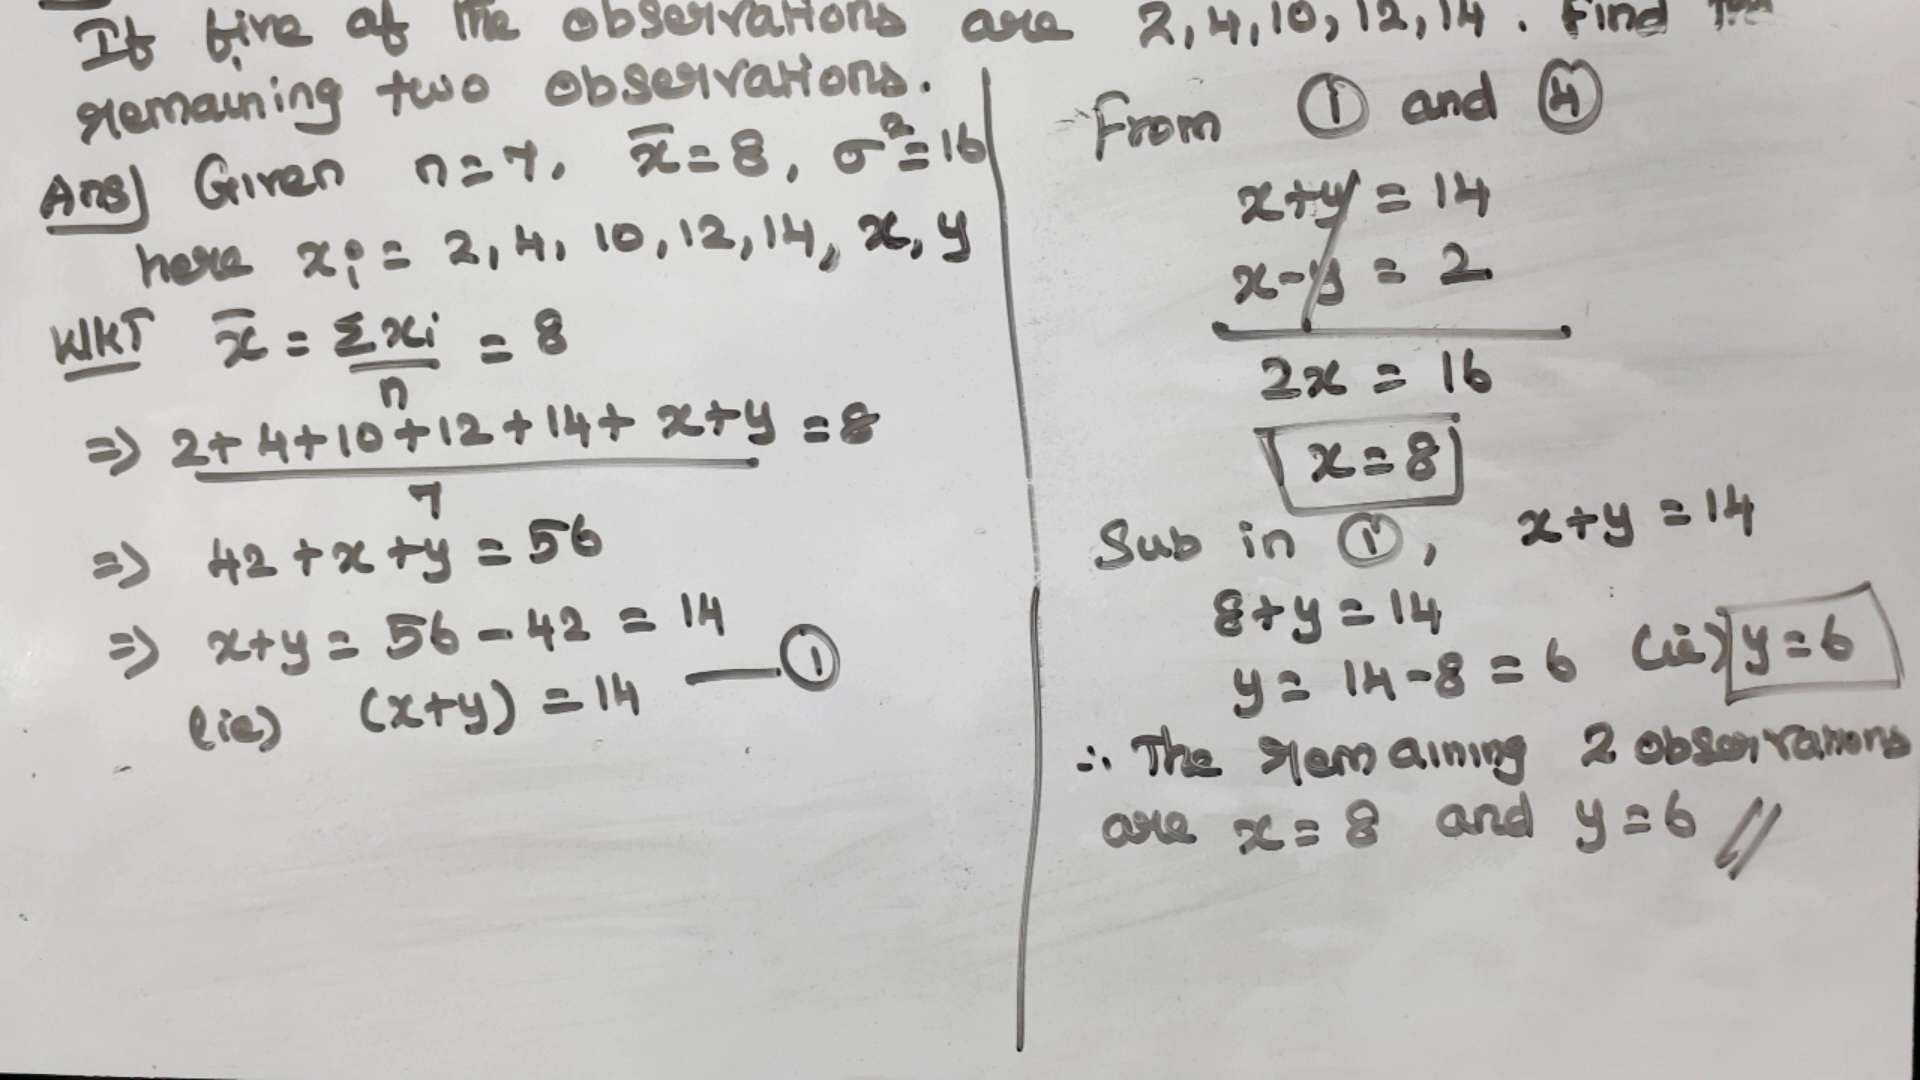 If five of the observations are 2, 4, 10, 12, 14. Find the
remaining two observations.
Ans) Given n = 7, x̄ = 8, σ² = 16
here xi = 2, 4, 10, 12, 14, x, y
WKT x̄ = Σxi / n = 8
⇒ 2 + 4 + 10 + 12 + 14 + x + y / 7 = 8
⇒ 42 + x + y = 56
⇒ x + y = 56 - 42 = 14
(ie) (x + y) = 14 — ①
From ① and ④
x + y = 14
x - y = 2
2x = 16
x = 8
Sub in ①, x + y = 14
8 + y = 14
y = 14 - 8 = 6 (ie) y = 6
∴ The remaining 2 observations
are x = 8 and y = 6 //